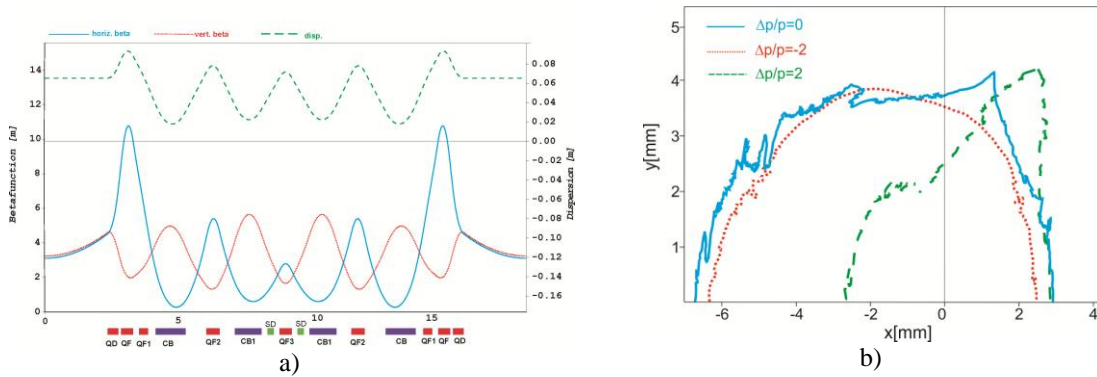 horiz. beta vert. beta disp.
14
12
10
8
6
4
2
0
Betafunction [m]
0.08
0.06
0.04
0.02
0.00
-0.02
-0.04
-0.06
-0.08
-0.10
-0.12
-0.14
-0.16
Dispersion [m]
0 5 10 15
SD SD
QD QF QF1 CB QF2 CB1 QF3 CB1 QF2 CB QF1 QF QD
a)
Δp/p=0
Δp/p=-2
Δp/p=2
5
4
3
2
1
y[mm]
-6 -4 -2 0 2 4
x[mm]
b)